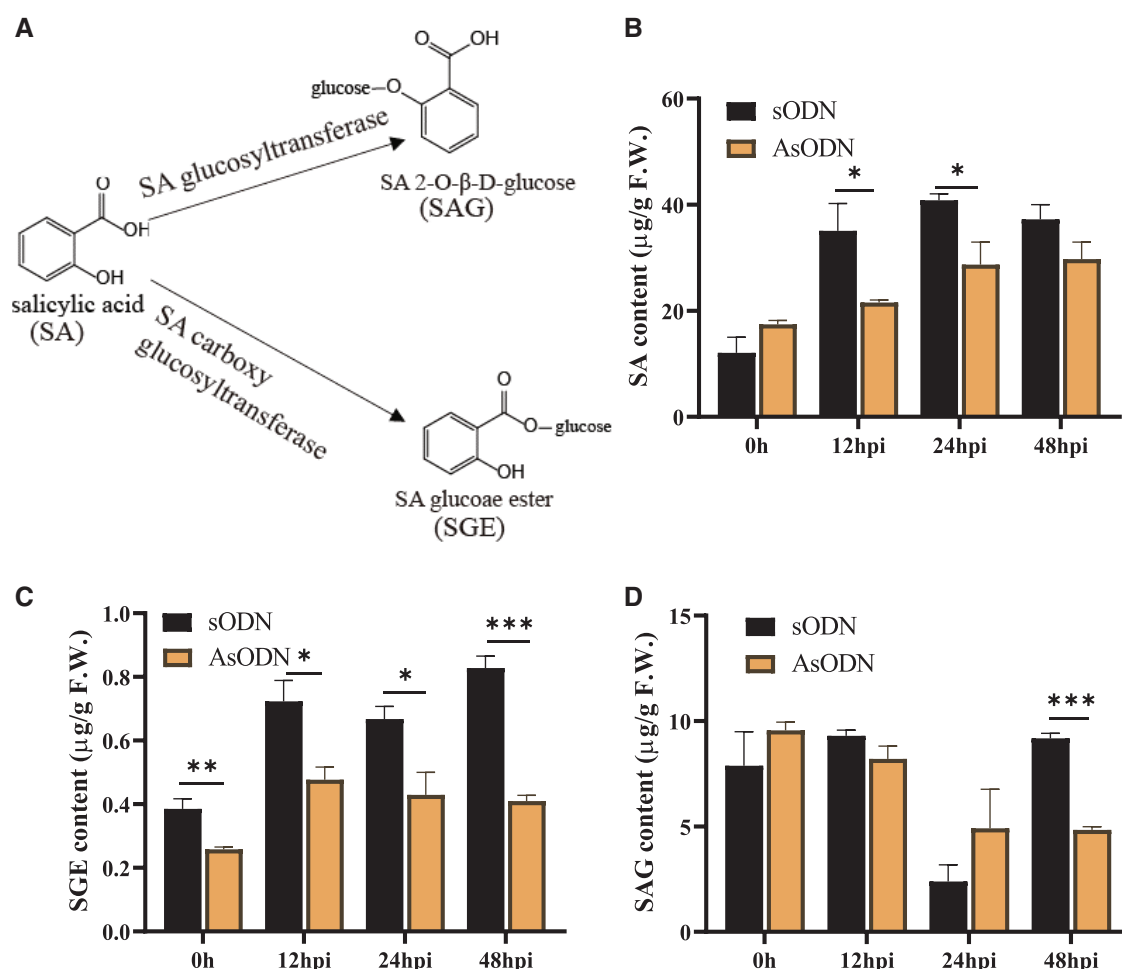 A
O
OH
glucose
O
SA glucosyltransferase
SA 2-O-β-D-glucose
(SAG)
O
OH
OH
salicylic acid
(SA)
SA carboxy
glucosyltransferase
O
O
glucose
OH
SA glucoae ester
(SGE)
B
SA content (µg/g F.W.)
60
40
20
0
sODN
AsODN
*
*
0h
12hpi
24hpi
48hpi
C
SGE content (µg/g F.W.)
1.0
0.8
0.6
0.4
0.2
0.0
sODN
AsODN
**
*
*
***
0h
12hpi
24hpi
48hpi
D
SAG content (µg/g F.W.)
15
10
5
0
sODN
AsODN
***
0h
12hpi
24hpi
48hpi